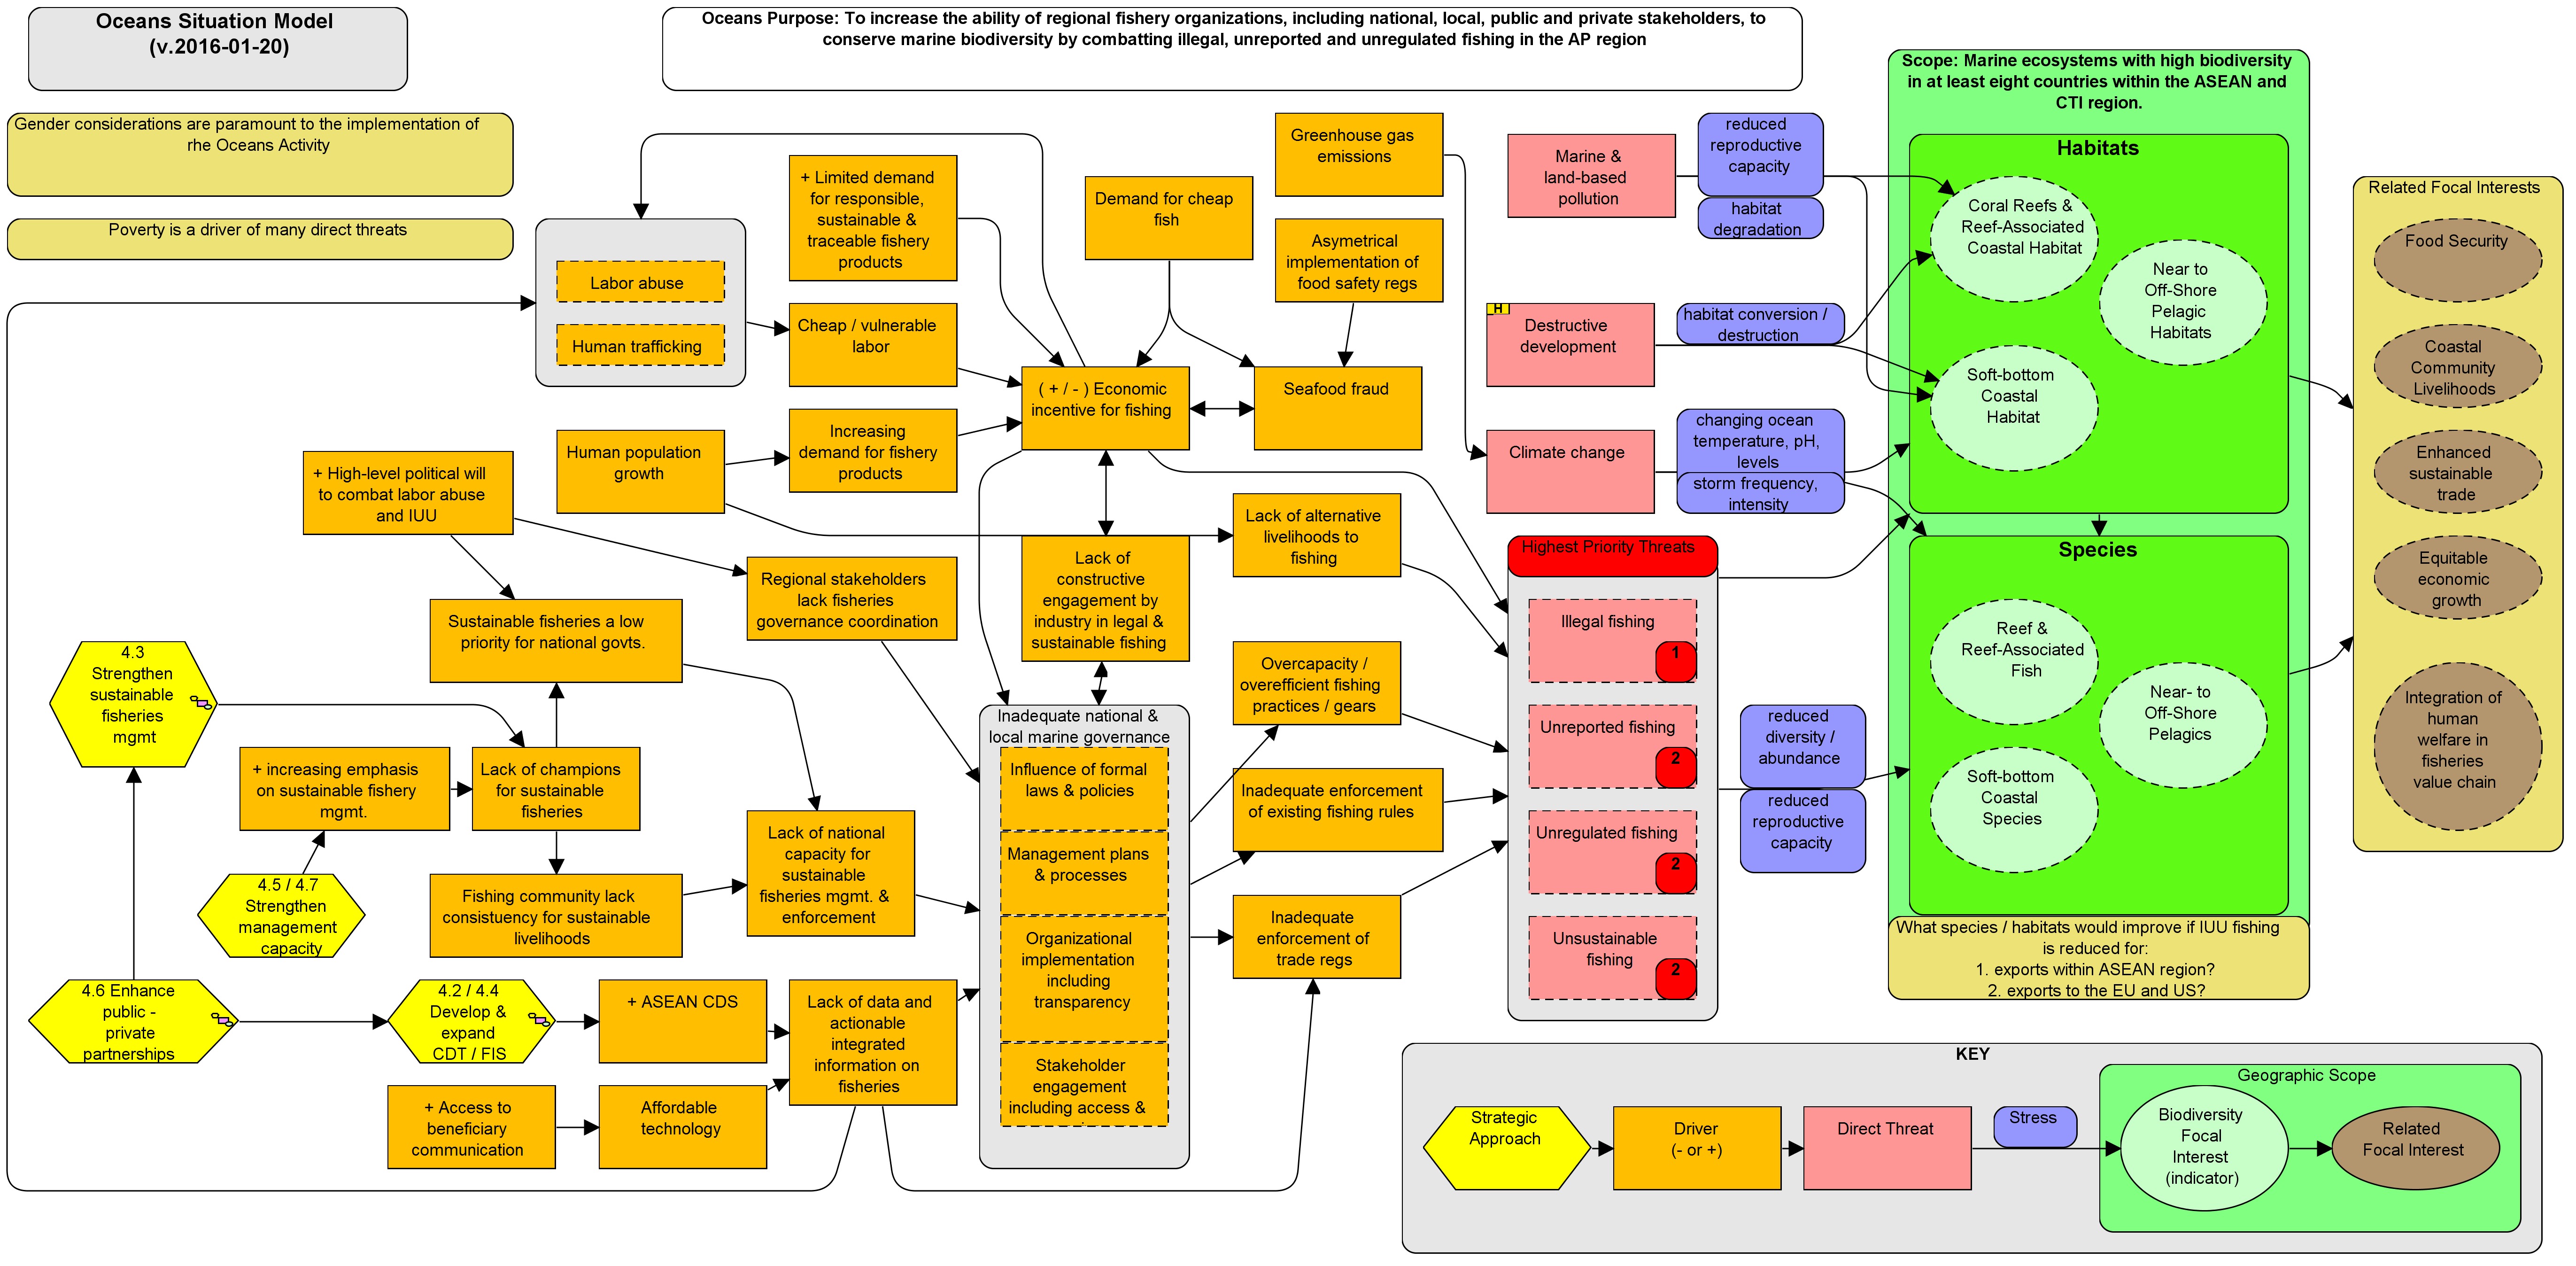 Oceans Situation Model
(v.2016-01-20)
Oceans Purpose: To increase the ability of regional fishery organizations, including national, local, public and private stakeholders, to
conserve marine biodiversity by combatting illegal, unreported and unregulated fishing in the AP region
Gender considerations are paramount to the implementation of
rhe Oceans Activity
Poverty is a driver of many direct threats
Labor abuse
Human trafficking
+ Limited demand
for responsible,
sustainable &
traceable fishery
products
Cheap / vulnerable
labor
Human population
growth
Increasing
demand for fishery
products
Demand for cheap
fish
Greenhouse gas
emissions
Asymetrical
implementation of
food safety regs
( + / - ) Economic
incentive for fishing
Seafood fraud
+ High-level political will
to combat labor abuse
and IUU
Regional stakeholders
lack fisheries
governance coordination
Sustainable fisheries a low
priority for national govts.
Lack of
constructive
engagement by
industry in legal &
sustainable fishing
Lack of alternative
livelihoods to
fishing
4.3
Strengthen
sustainable
fisheries
mgmt
+ increasing emphasis
on sustainable fishery
mgmt.
Lack of champions
for sustainable
fisheries
4.5 / 4.7
Strengthen
management
capacity
Fishing community lack
consistuency for sustainable
livelihoods
Lack of national
capacity for
sustainable
fisheries mgmt. &
enforcement
4.6 Enhance
public -
private
partnerships
4.2 / 4.4
Develop &
expand
CDT / FIS
+ ASEAN CDS
+ Access to
beneficiary
communication
Affordable
technology
Lack of data and
actionable
integrated
information on
fisheries
Inadequate national &
local marine governance
Influence of formal
laws & policies
Management plans
& processes
Organizational
implementation
including
transparency
Stakeholder
engagement
including access &
Overcapacity /
overefficient fishing
practices / gears
Inadequate enforcement
of existing fishing rules
Inadequate
enforcement of
trade regs
Marine &
land-based
pollution
reduced
reproductive
capacity
habitat
degradation
H
Destructive
development
habitat conversion /
destruction
Climate change
changing ocean
temperature, pH,
levels
storm frequency,
intensity
Highest Priority Threats
Illegal fishing
1
Unreported fishing
2
Unregulated fishing
2
Unsustainable
fishing
2
reduced
diversity /
abundance
reduced
reproductive
capacity
Scope: Marine ecosystems with high biodiversity
in at least eight countries within the ASEAN and
CTI region.
Habitats
Coral Reefs &
Reef-Associated
Coastal Habitat
Near to
Off-Shore
Pelagic
Habitats
Soft-bottom
Coastal
Habitat
Species
Reef &
Reef-Associated
Fish
Near- to
Off-Shore
Pelagics
Soft-bottom
Coastal
Species
What species / habitats would improve if IUU fishing
is reduced for:
1. exports within ASEAN region?
2. exports to the EU and US?
Related Focal Interests
Food Security
Coastal
Community
Livelihoods
Enhanced
sustainable
trade
Equitable
economic
growth
Integration of
human
welfare in
fisheries
value chain
KEY
Strategic
Approach
Driver
(- or +)
Direct Threat
Stress
Geographic Scope
Biodiversity
Focal
Interest
(indicator)
Related
Focal Interest